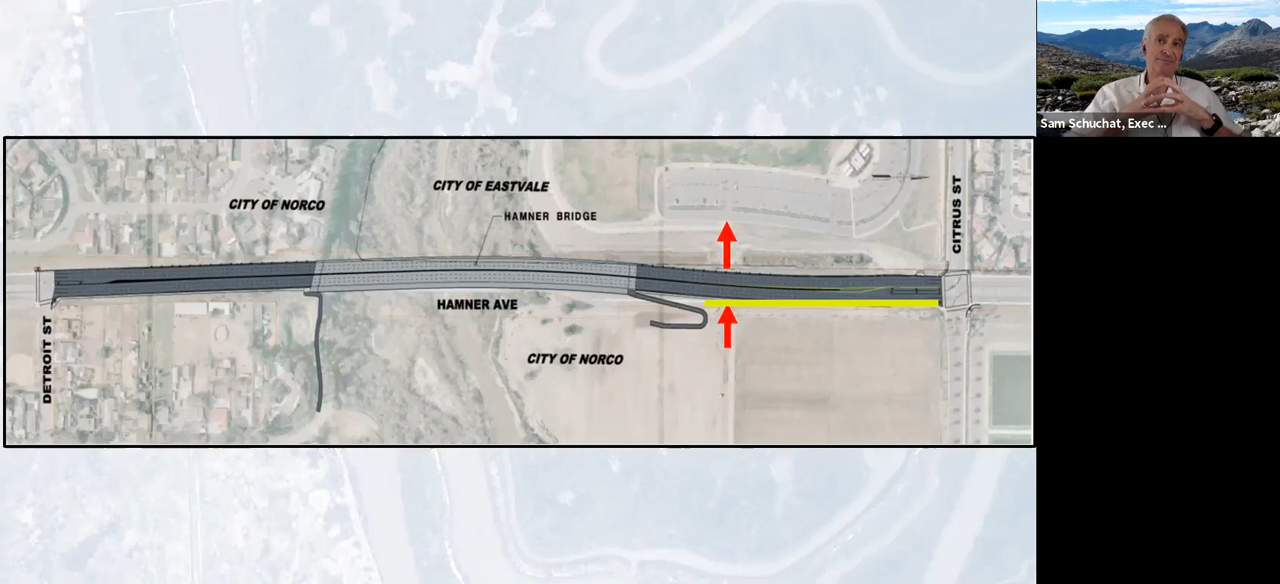 Sam Schuchat, Exec ...
CITY OF EASTVALE
CITY OF NORCO
HAMNER BRIDGE
CITRUS ST
HAMNER AVE
DETROIT ST
CITY OF NORCO